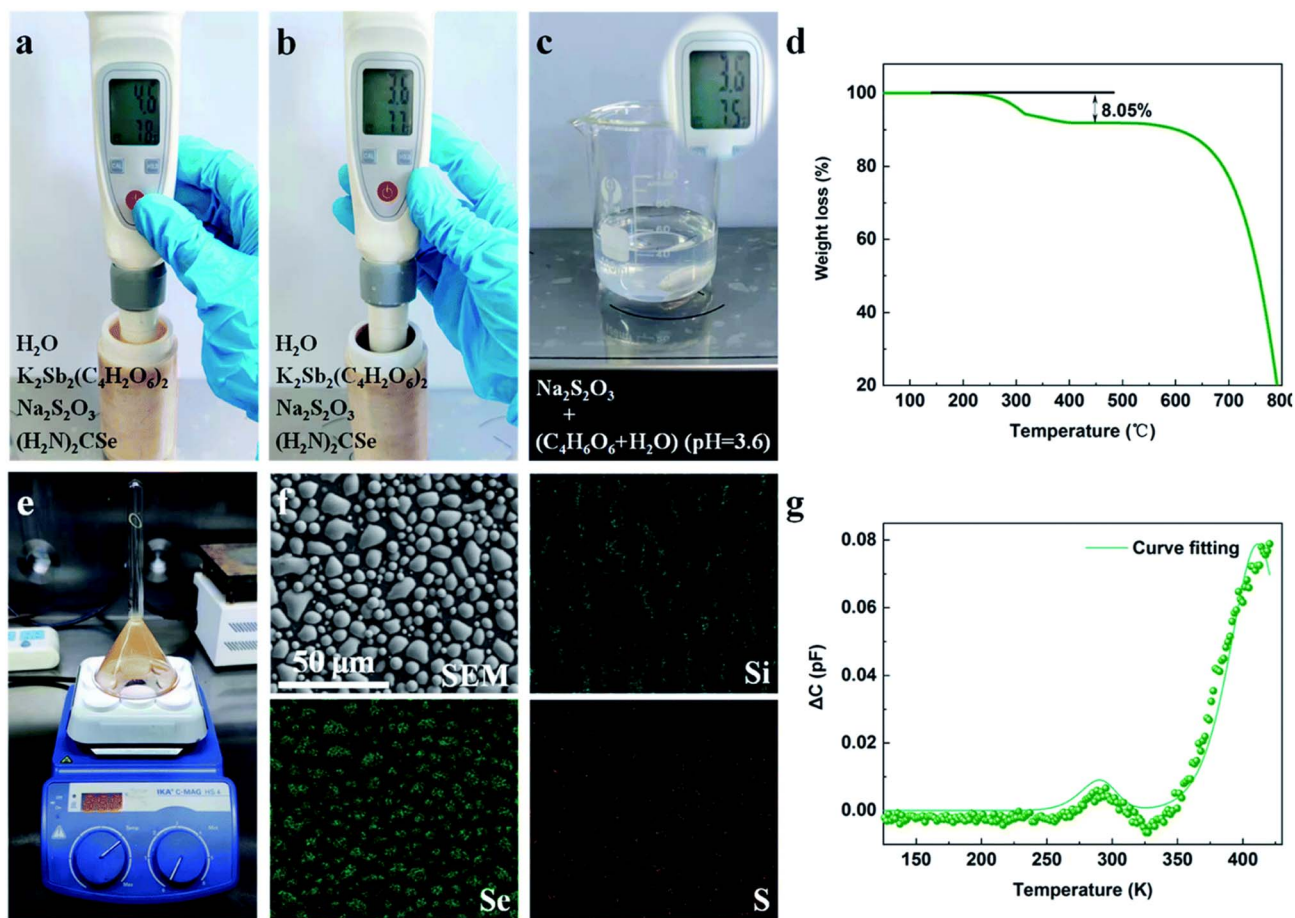 a
4.6
H₂O
K₂Sb₂(C₄H₂O₆)₂
Na₂S₂O₃
(H₂N)₂CSe
b
3.6
H₂O
K₂Sb₂(C₄H₂O₆)₂
Na₂S₂O₃
(H₂N)₂CSe
c
3.6
Na₂S₂O₃
+
(C₄H₆O₆+H₂O) (pH=3.6)
d
100
80
60
40
20
8.05%
Weight loss (%)
100 200 300 400 500 600 700 800
Temperature (℃)
e
IKA® C-MAG HS 4
f
50 μm
SEM
Si
Se
S
g
Curve fitting
0.08
0.06
0.04
0.02
0.00
ΔC (pF)
150 200 250 300 350 400
Temperature (K)